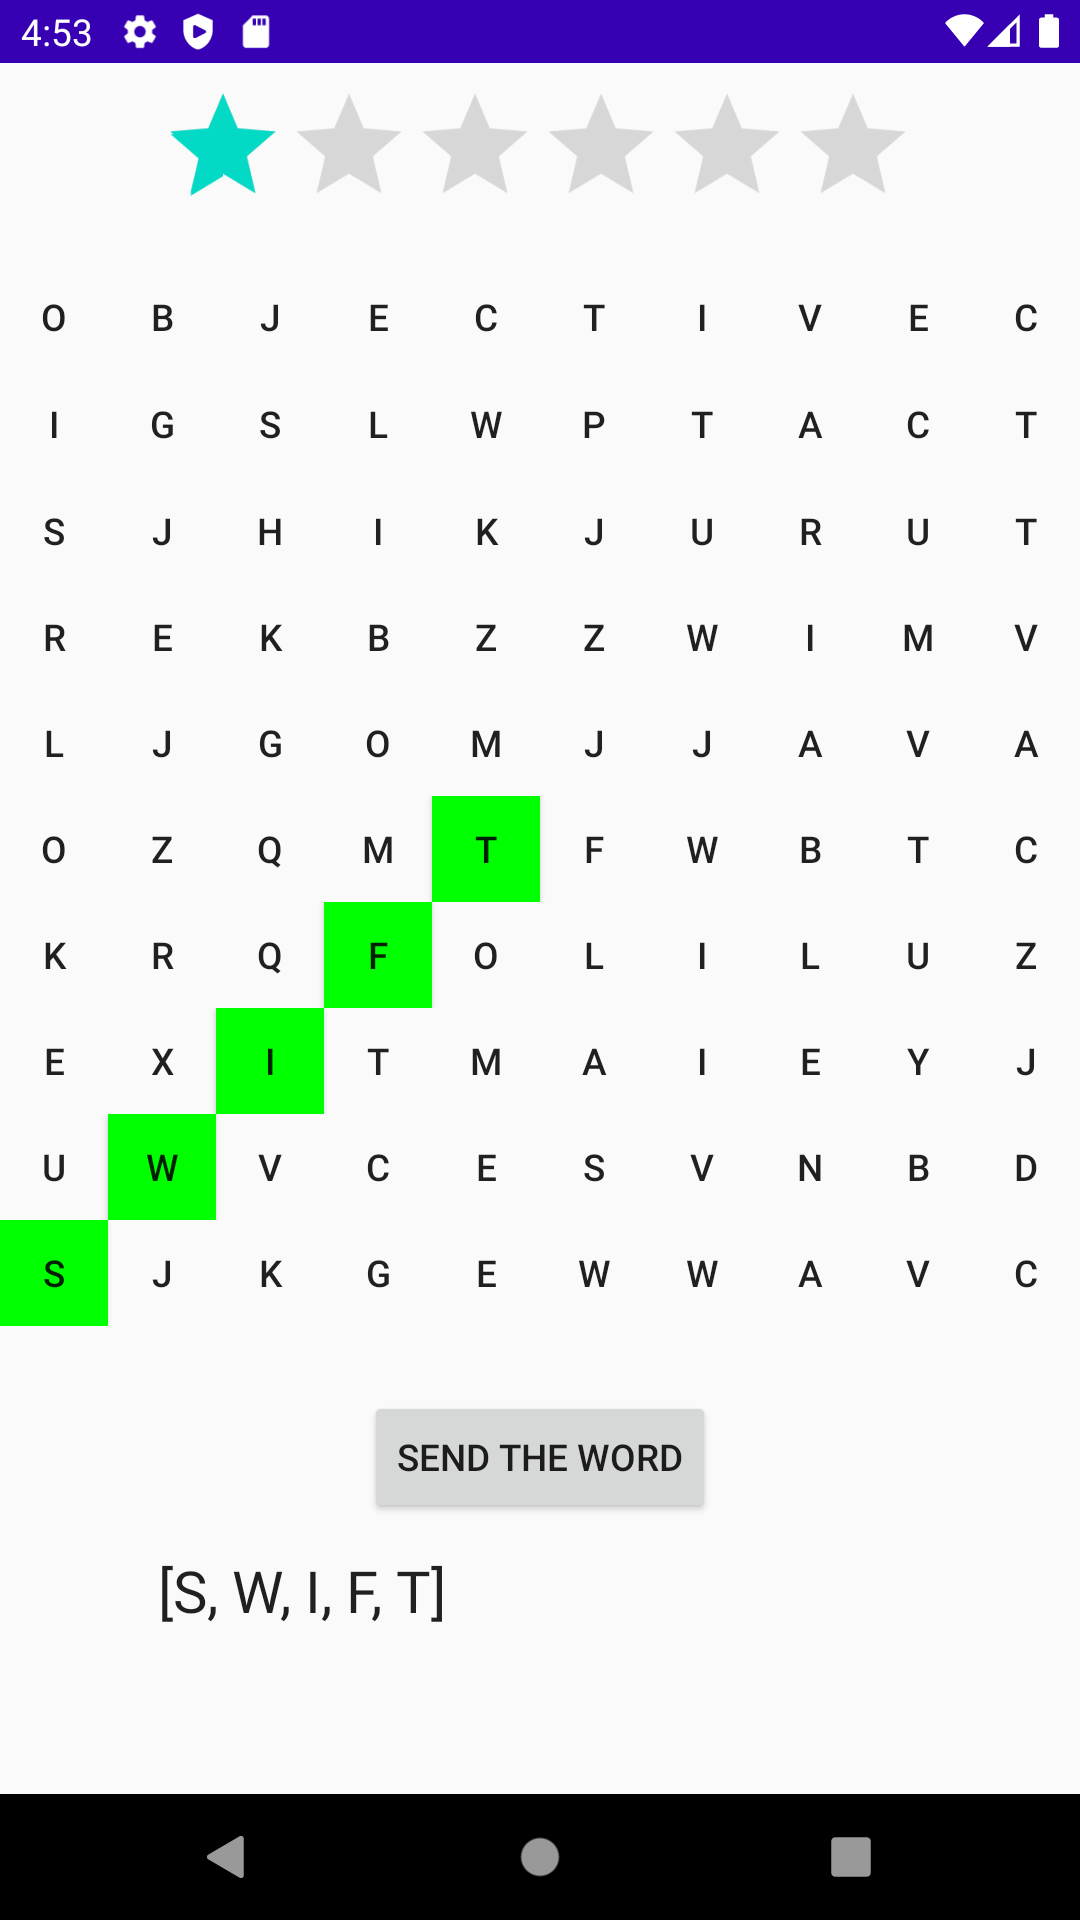 4:53
O B J E C T I V E C
I G S L W P T A C T
S J H I K J U R U T
R E K B Z Z W I M V
L J G O M J J A V A
O Z Q M T F W B T C
K R Q F O L I L U Z
E X I T M A I E Y J
U W V C E S V N B D
S J K G E W W A V C
SEND THE WORD
[S, W, I, F, T]